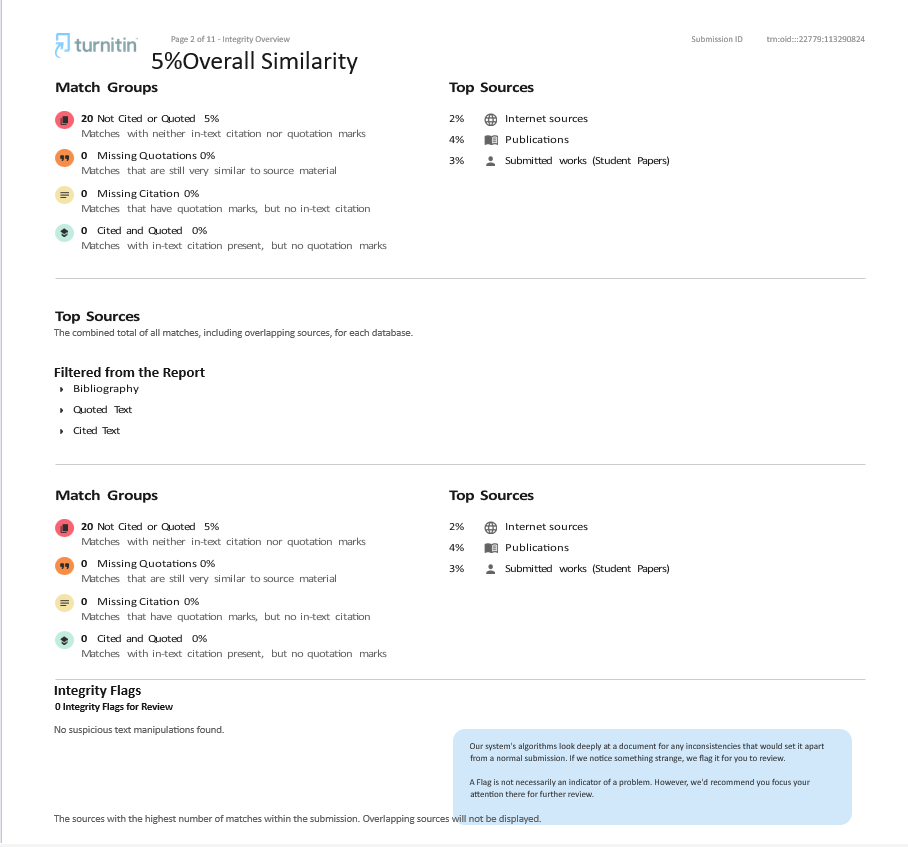 turnitin Page 2 of 11 - Integrity Overview Submission ID trn:oid:::22779:113290824
5%Overall Similarity
Match Groups Top Sources
20 Not Cited or Quoted 5% 2% Internet sources
Matches with neither in-text citation nor quotation marks
4% Publications
0 Missing Quotations 0% 3% Submitted works (Student Papers)
Matches that are still very similar to source material
0 Missing Citation 0%
Matches that have quotation marks, but no in-text citation
0 Cited and Quoted 0%
Matches with in-text citation present, but no quotation marks
Top Sources
The combined total of all matches, including overlapping sources, for each database.
Filtered from the Report
Bibliography
Quoted Text
Cited Text
Match Groups Top Sources
20 Not Cited or Quoted 5% 2% Internet sources
Matches with neither in-text citation nor quotation marks
4% Publications
0 Missing Quotations 0% 3% Submitted works (Student Papers)
Matches that are still very similar to source material
0 Missing Citation 0%
Matches that have quotation marks, but no in-text citation
0 Cited and Quoted 0%
Matches with in-text citation present, but no quotation marks
Integrity Flags
0 Integrity Flags for Review
No suspicious text manipulations found.
Our system's algorithms look deeply at a document for any inconsistencies that would set it apart
from a normal submission. If we notice something strange, we flag it for you to review.
A Flag is not necessarily an indicator of a problem. However, we'd recommend you focus your
attention there for further review.
The sources with the highest number of matches within the submission. Overlapping sources will not be displayed.